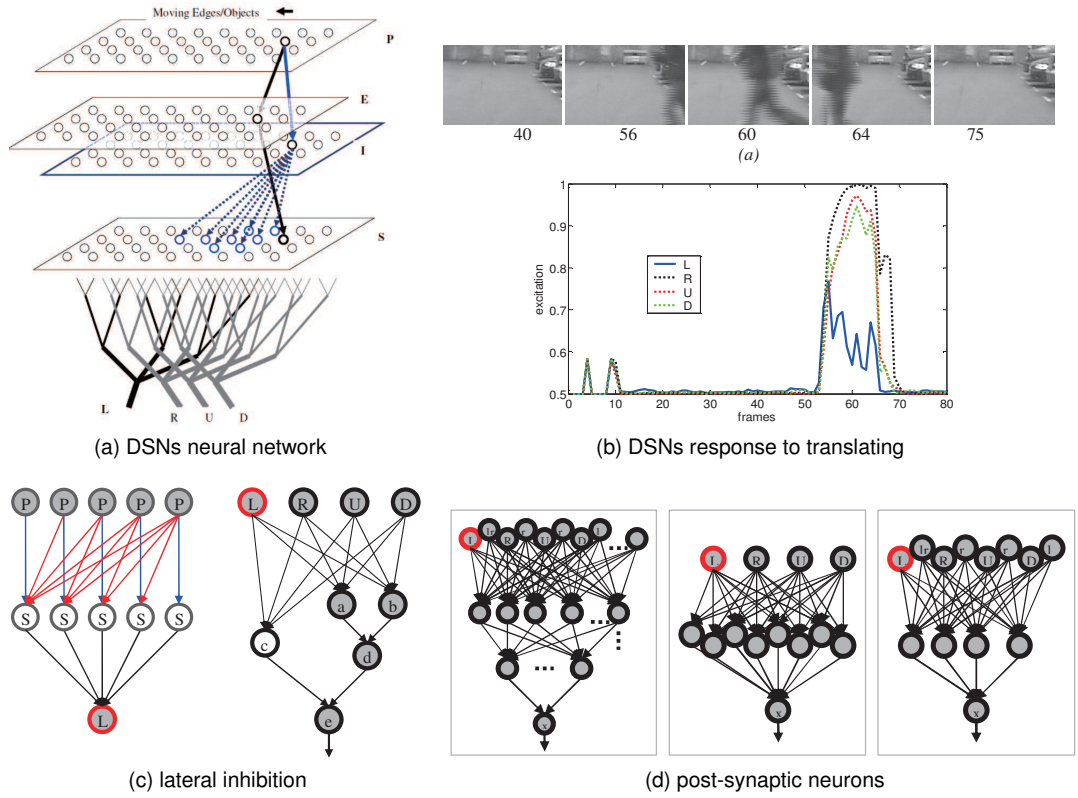 Moving Edges/Objects
P
E
I
S
L R U D
(a) DSNs neural network
40 56 60 64 75
(a)
excitation
1
0.9
0.8
0.7
0.6
0.5
L
R
U
D
0 10 20 30 40 50 60 70 80
frames
(b) DSNs response to translating
P P P P P
S S S S S
L
L R U D
a b
c d
e
(c) lateral inhibition
L lr R r U r D l ...
...
...
x
L R U D
x
L lr R r U r D l
x
(d) post-synaptic neurons